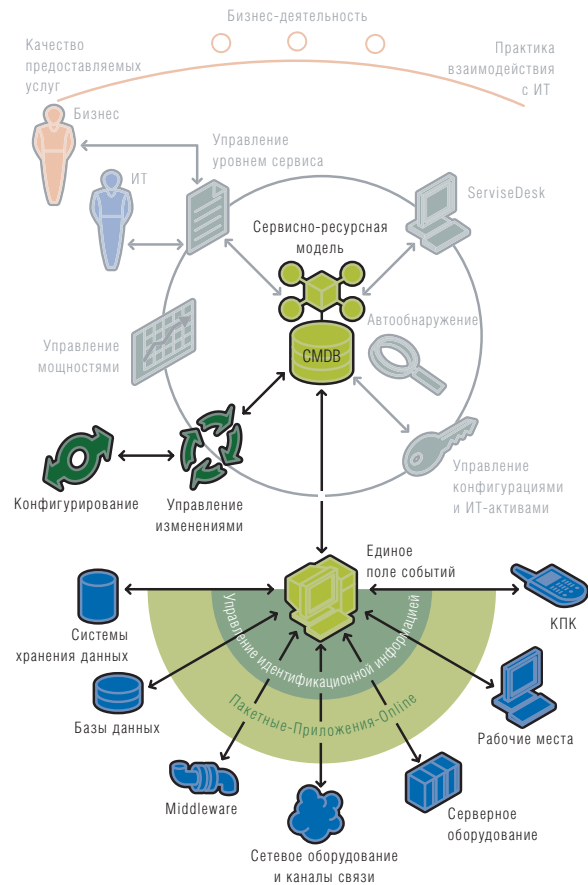 Бизнес-деятельность
Качество
предоставляемых
услуг
Практика
взаимодействия
с ИТ
Бизнес
Управление
уровнем сервиса
ИТ
ServiseDesk
Сервисно-ресурсная
модель
Автообнаружение
CMDB
Управление
мощностями
Управление
конфигурациями
и ИТ-активами
Конфигурирование
Управление
изменениями
Единое
поле событий
Управление идентификационной информацией
Пакетные-Приложения-Online
Системы
хранения данных
КПК
Базы данных
Рабочие места
Middleware
Серверное
оборудование
Сетевое оборудование
и каналы связи